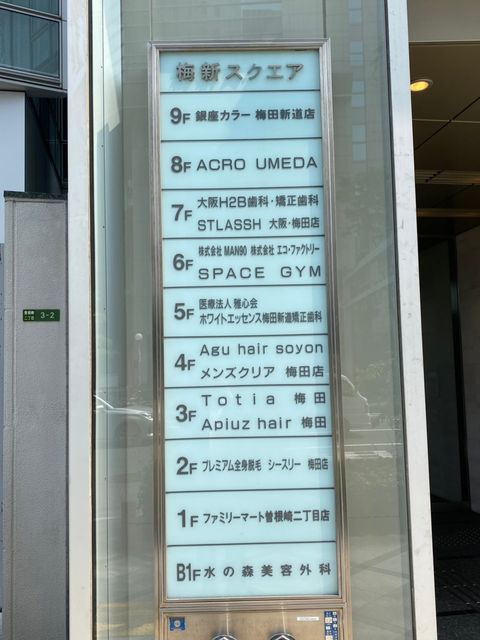 梅新スクエア
9F 銀座カラー 梅田新道店
8F ACRO UMEDA
7F 大阪H2B歯科・矯正歯科
STLASSH 大阪・梅田店
6F 株式会社 MAN90 株式会社 エコ・ファクトリー
SPACE GYM
5F 医療法人 雅心会
ホワイトエッセンス梅田新道矯正歯科
4F Agu hair soyon
メンズクリア 梅田店
3F Totia 梅田
Apiuz hair 梅田
2F プレミアム全身脱毛 シースリー 梅田店
1F ファミリーマート曽根崎二丁目店
B1F 水の森美容外科
3-2